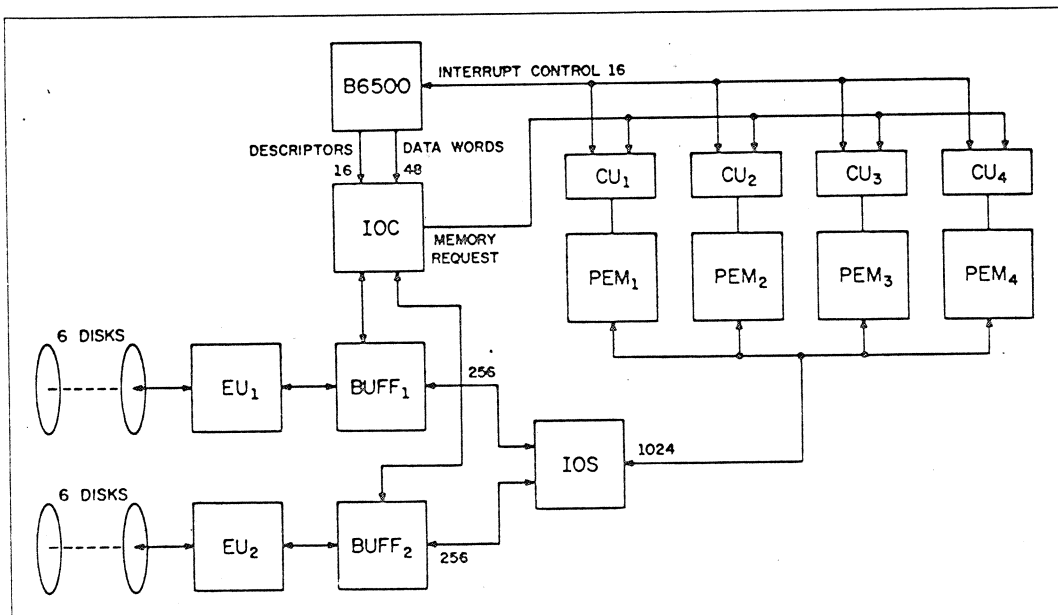 B6500
INTERRUPT CONTROL 16
DESCRIPTORS
16
DATA WORDS
48
IOC
MEMORY
REQUEST
CU₁
CU₂
CU₃
CU₄
PEM₁
PEM₂
PEM₃
PEM₄
6 DISKS
EU₁
BUFF₁
256
IOS
1024
6 DISKS
EU₂
BUFF₂
256